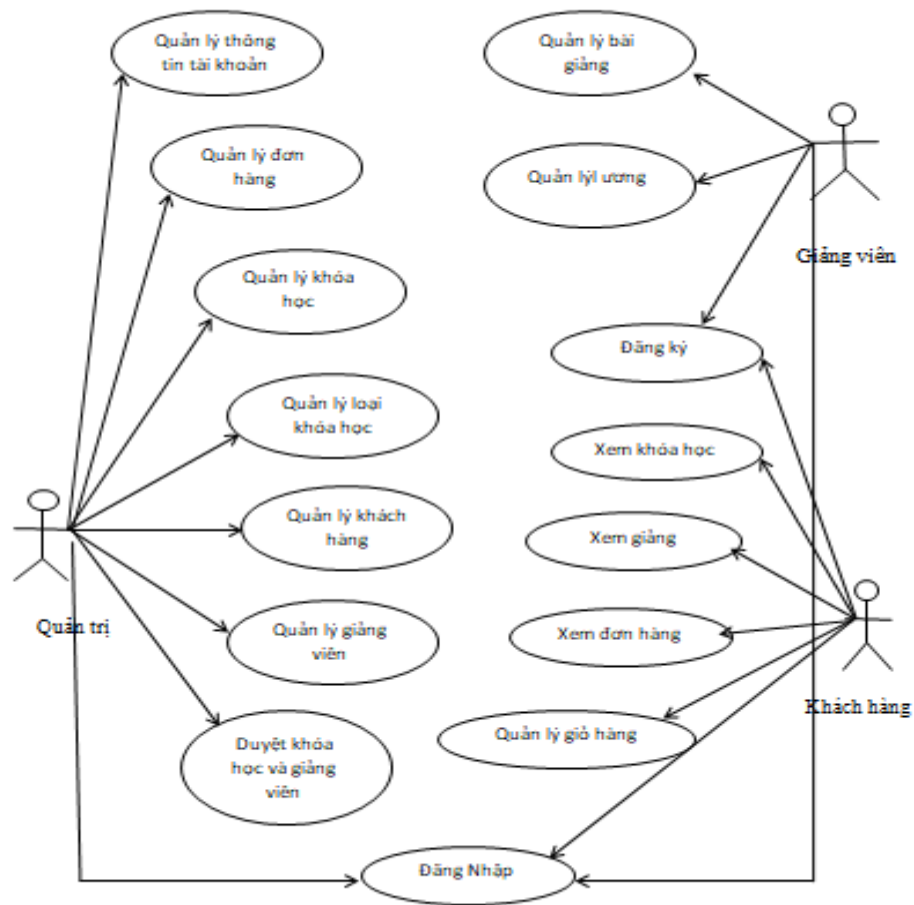 Quản lý thông
tin tài khoản
Quản lý bài
giảng
Quản lý đơn
hàng
Quản lýl ương
Giảng viên
Quản lý khóa
học
Đăng ký
Quản lý loại
khóa học
Xem khóa học
Quản lý khách
hàng
Xem giảng
Quản trị
Quản lý giảng
viên
Xem đơn hàng
Khách hàng
Quản lý giỏ hàng
Duyệt khóa
học và giảng
viên
Đăng Nhập